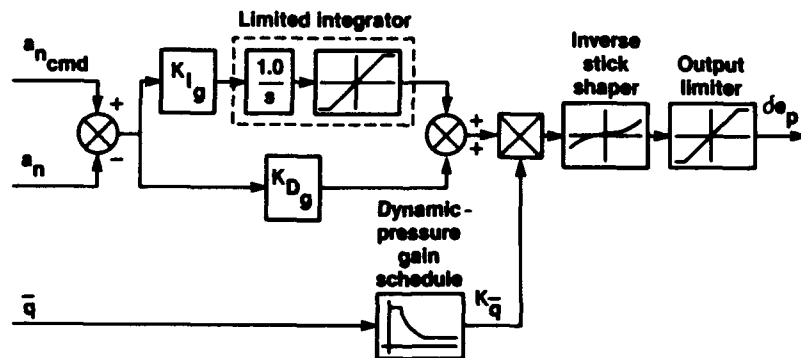 Limited integrator
a_n_cmd
K_I_g
1.0
s
Inverse
stick
shaper
Output
limiter
δe_p
+
−
+
+
a_n
K_D_g
Dynamic-
pressure
gain
schedule
q̄
K_q̄